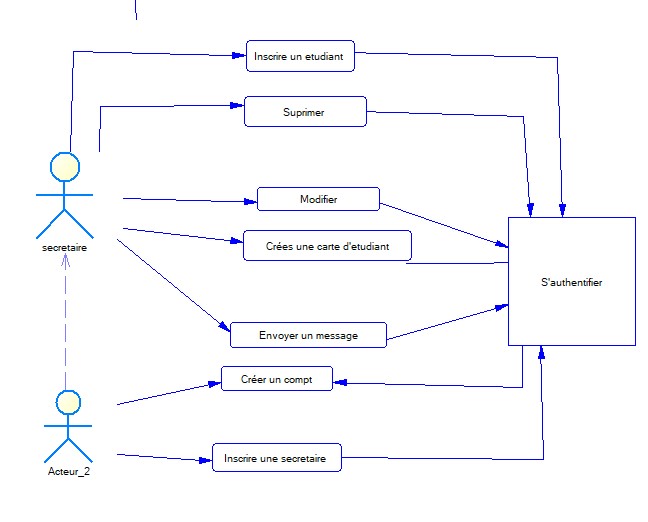 Inscrire un etudiant
Suprimer
Modifier
secretaire
Crées une carte d'etudiant
S'authentifier
Envoyer un message
Créer un compt
Inscrire une secretaire
Acteur_2